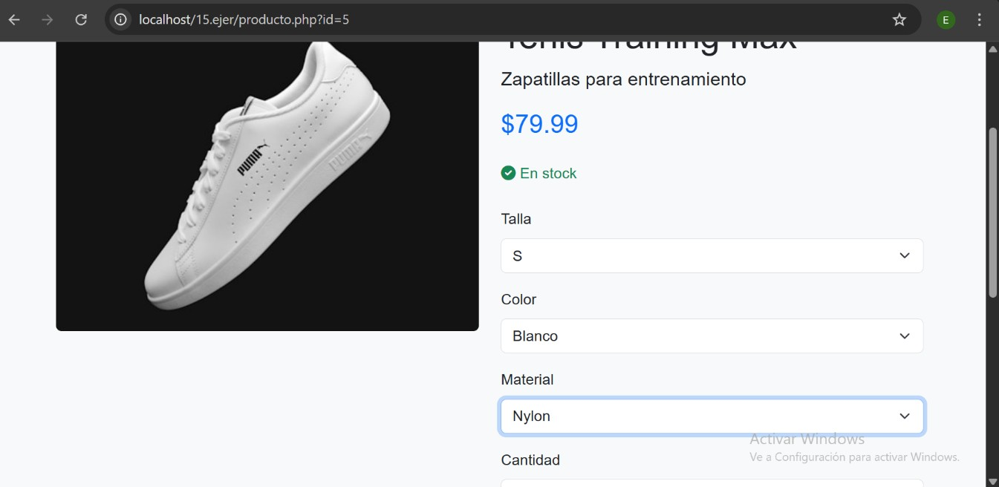 localhost/15.ejer/producto.php?id=5
E
Tenis Training Max
Zapatillas para entrenamiento
$79.99
En stock
PUMA
PUMA
Talla
S
Color
Blanco
Material
Nylon
Activar Windows
Ve a Configuración para activar Windows.
Cantidad